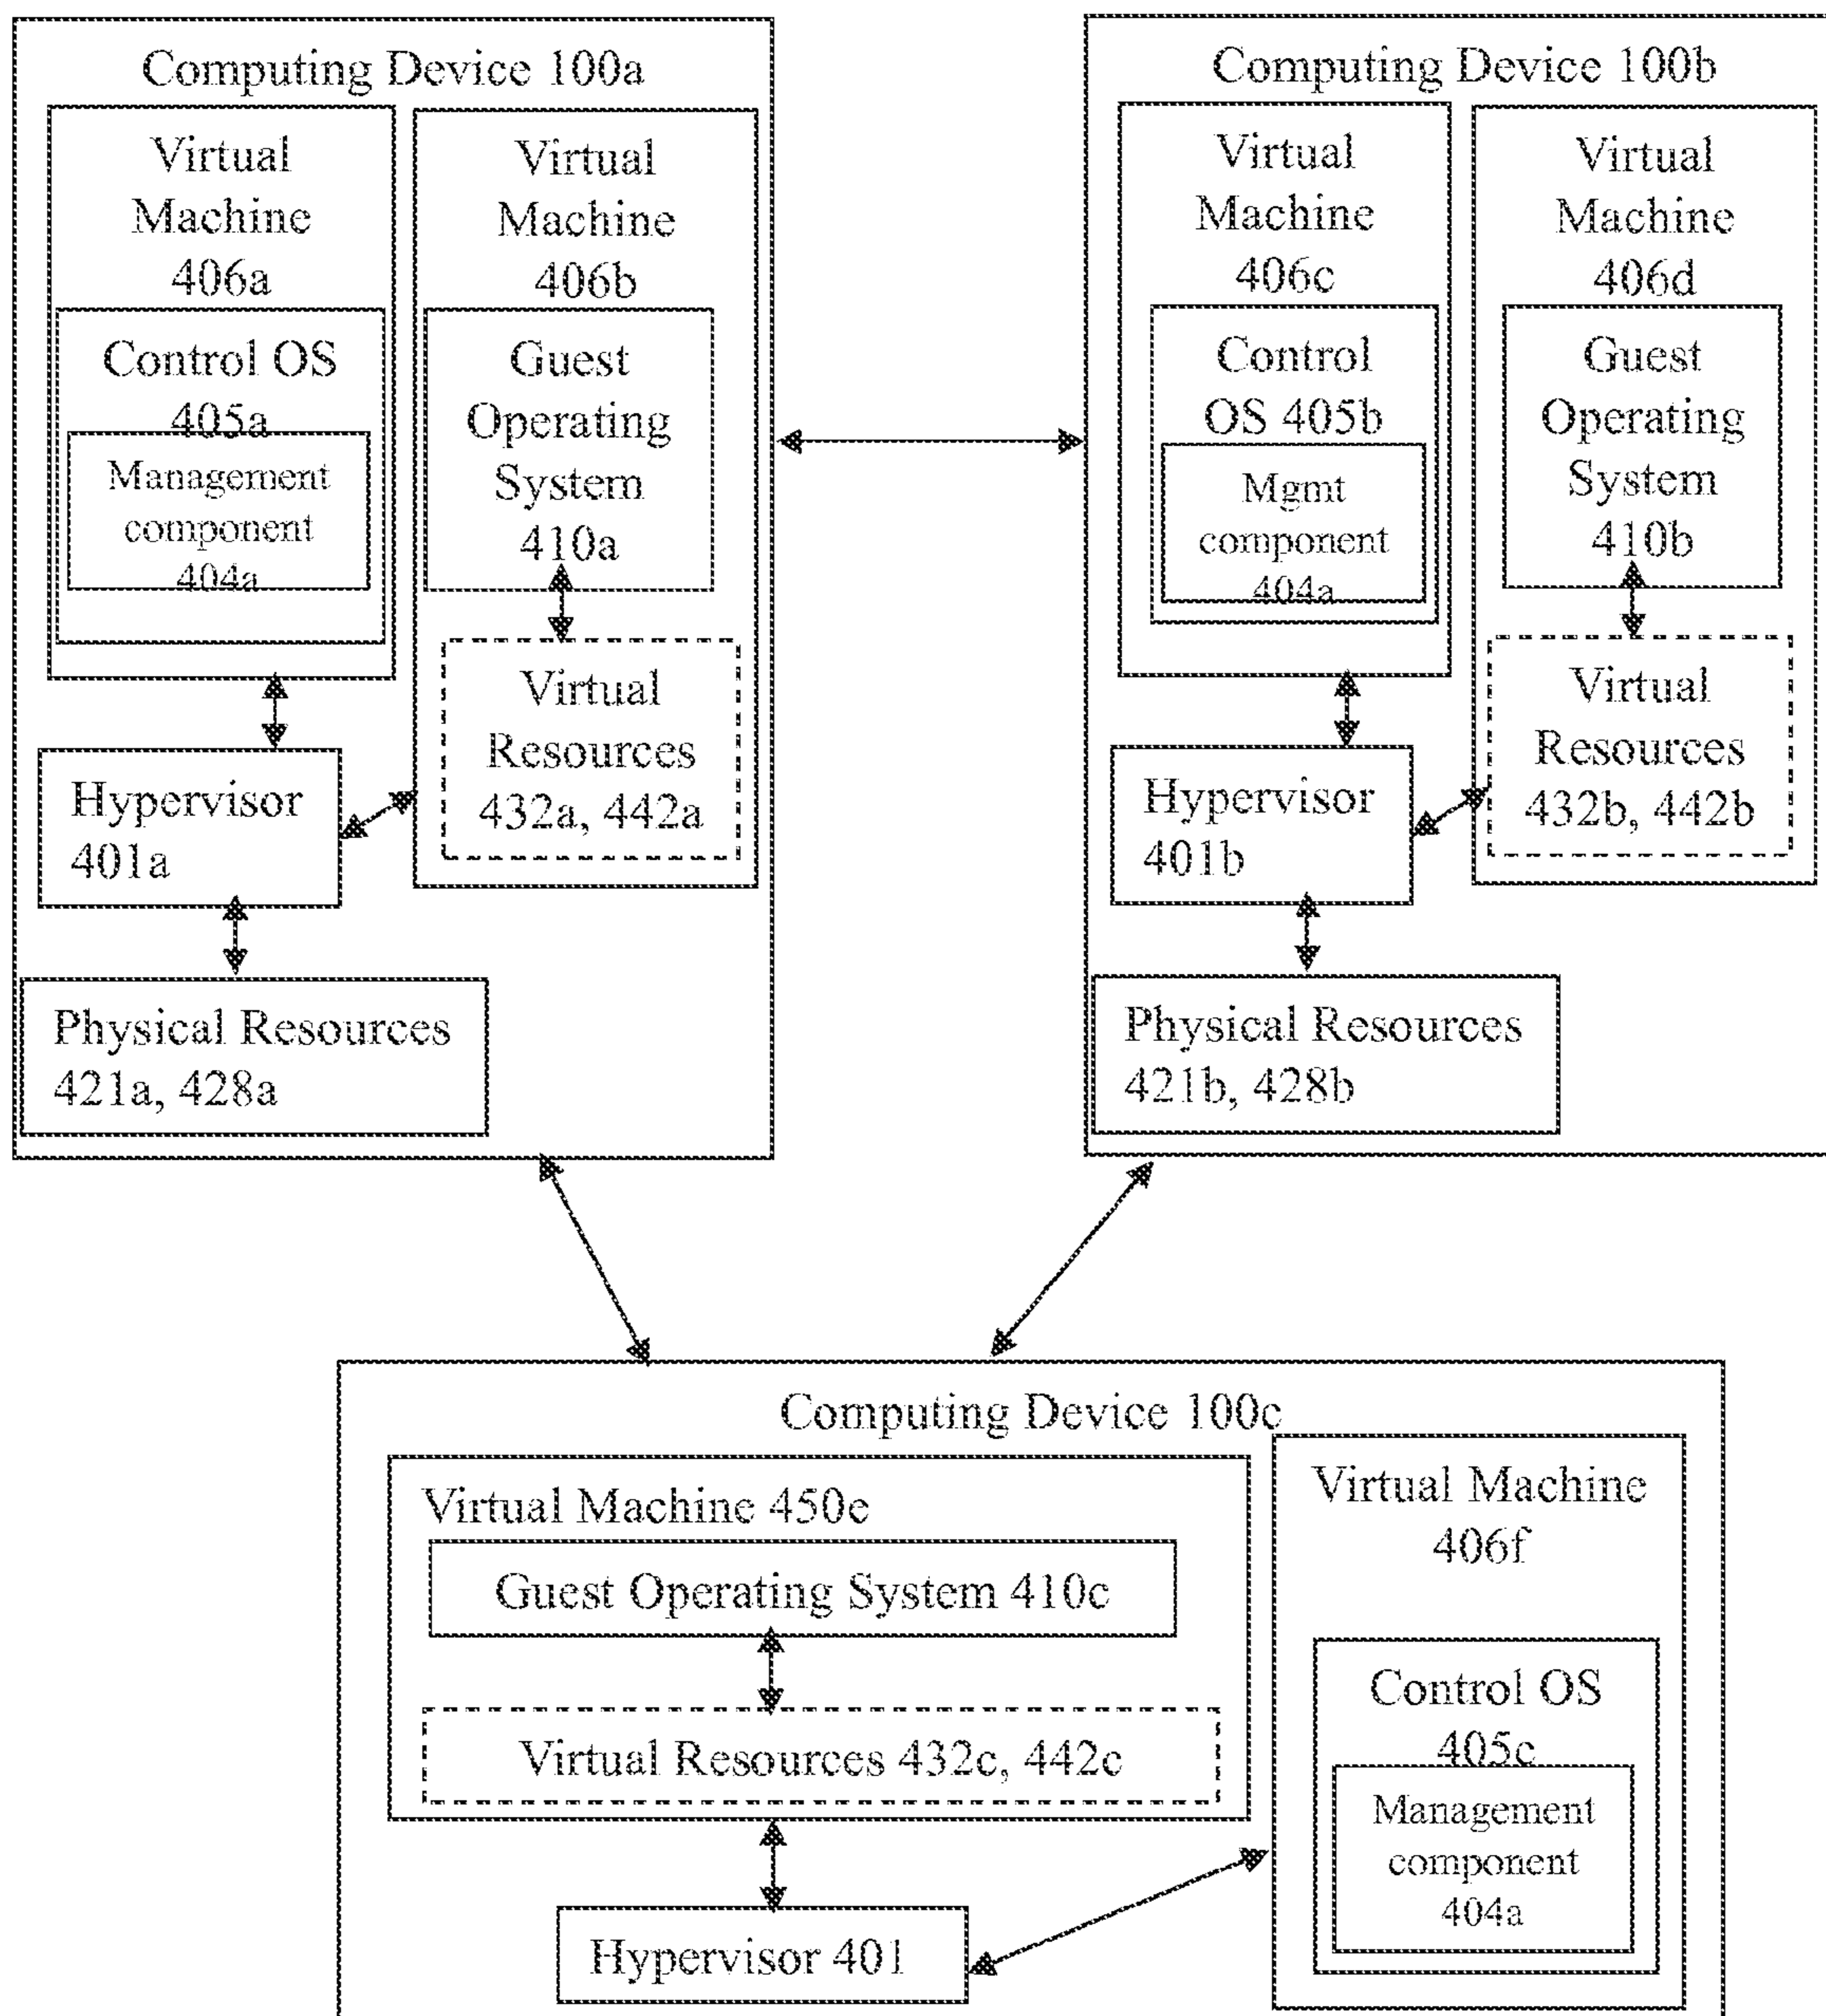 Computing Device 100a
Virtual
Machine
406a
Control OS
405a
Management
component
404a
Virtual
Machine
406b
Guest
Operating
System
410a
Virtual
Resources
432a, 442a
Hypervisor
401a
Physical Resources
421a, 428a
Computing Device 100b
Virtual
Machine
406c
Control
OS 405b
Mgmt
component
404a
Virtual
Machine
406d
Guest
Operating
System
410b
Virtual
Resources
432b, 442b
Hypervisor
401b
Physical Resources
421b, 428b
Computing Device 100c
Virtual Machine 450e
Guest Operating System 410c
Virtual Resources 432c, 442c
Hypervisor 401
Virtual Machine
406f
Control OS
405c
Management
component
404a